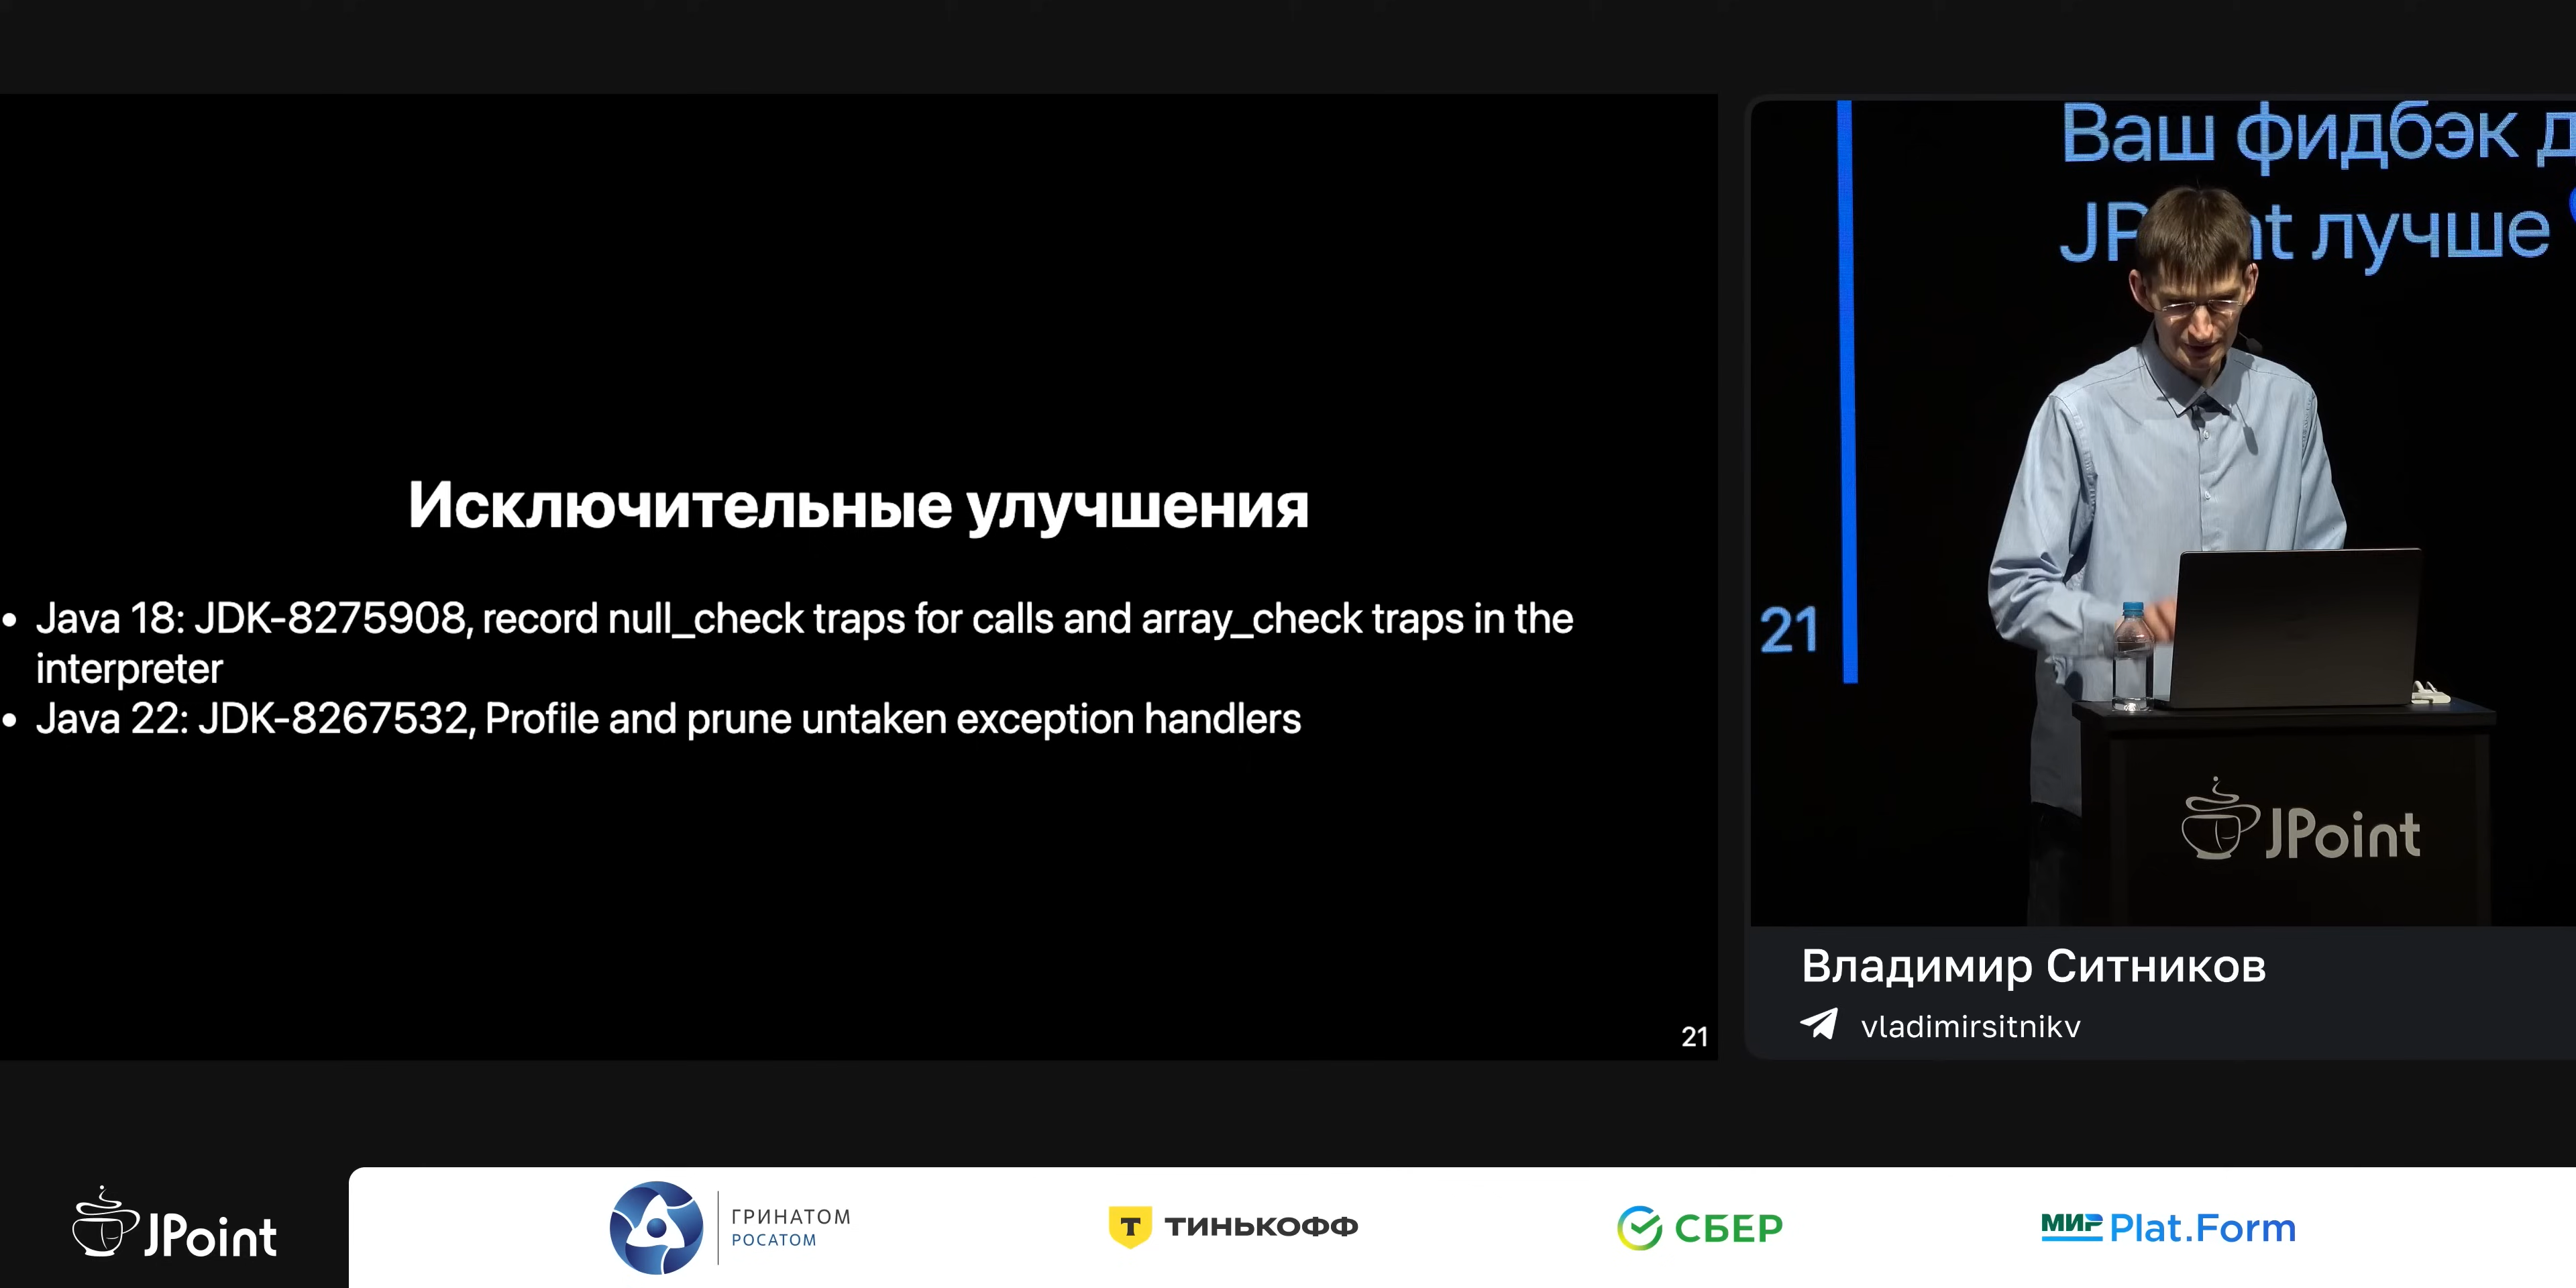 Исключительные улучшения
• Java 18: JDK-8275908, record null_check traps for calls and array_check traps in the
interpreter
• Java 22: JDK-8267532, Profile and prune untaken exception handlers
21
Ваш фидбэк
JPoint лучше
21
JPoint
Владимир Ситников
vladimirsitnikv
JPoint
ГРИНАТОМ
РОСАТОМ
Т ТИНЬКОФФ
СБЕР
МИР Plat.Form